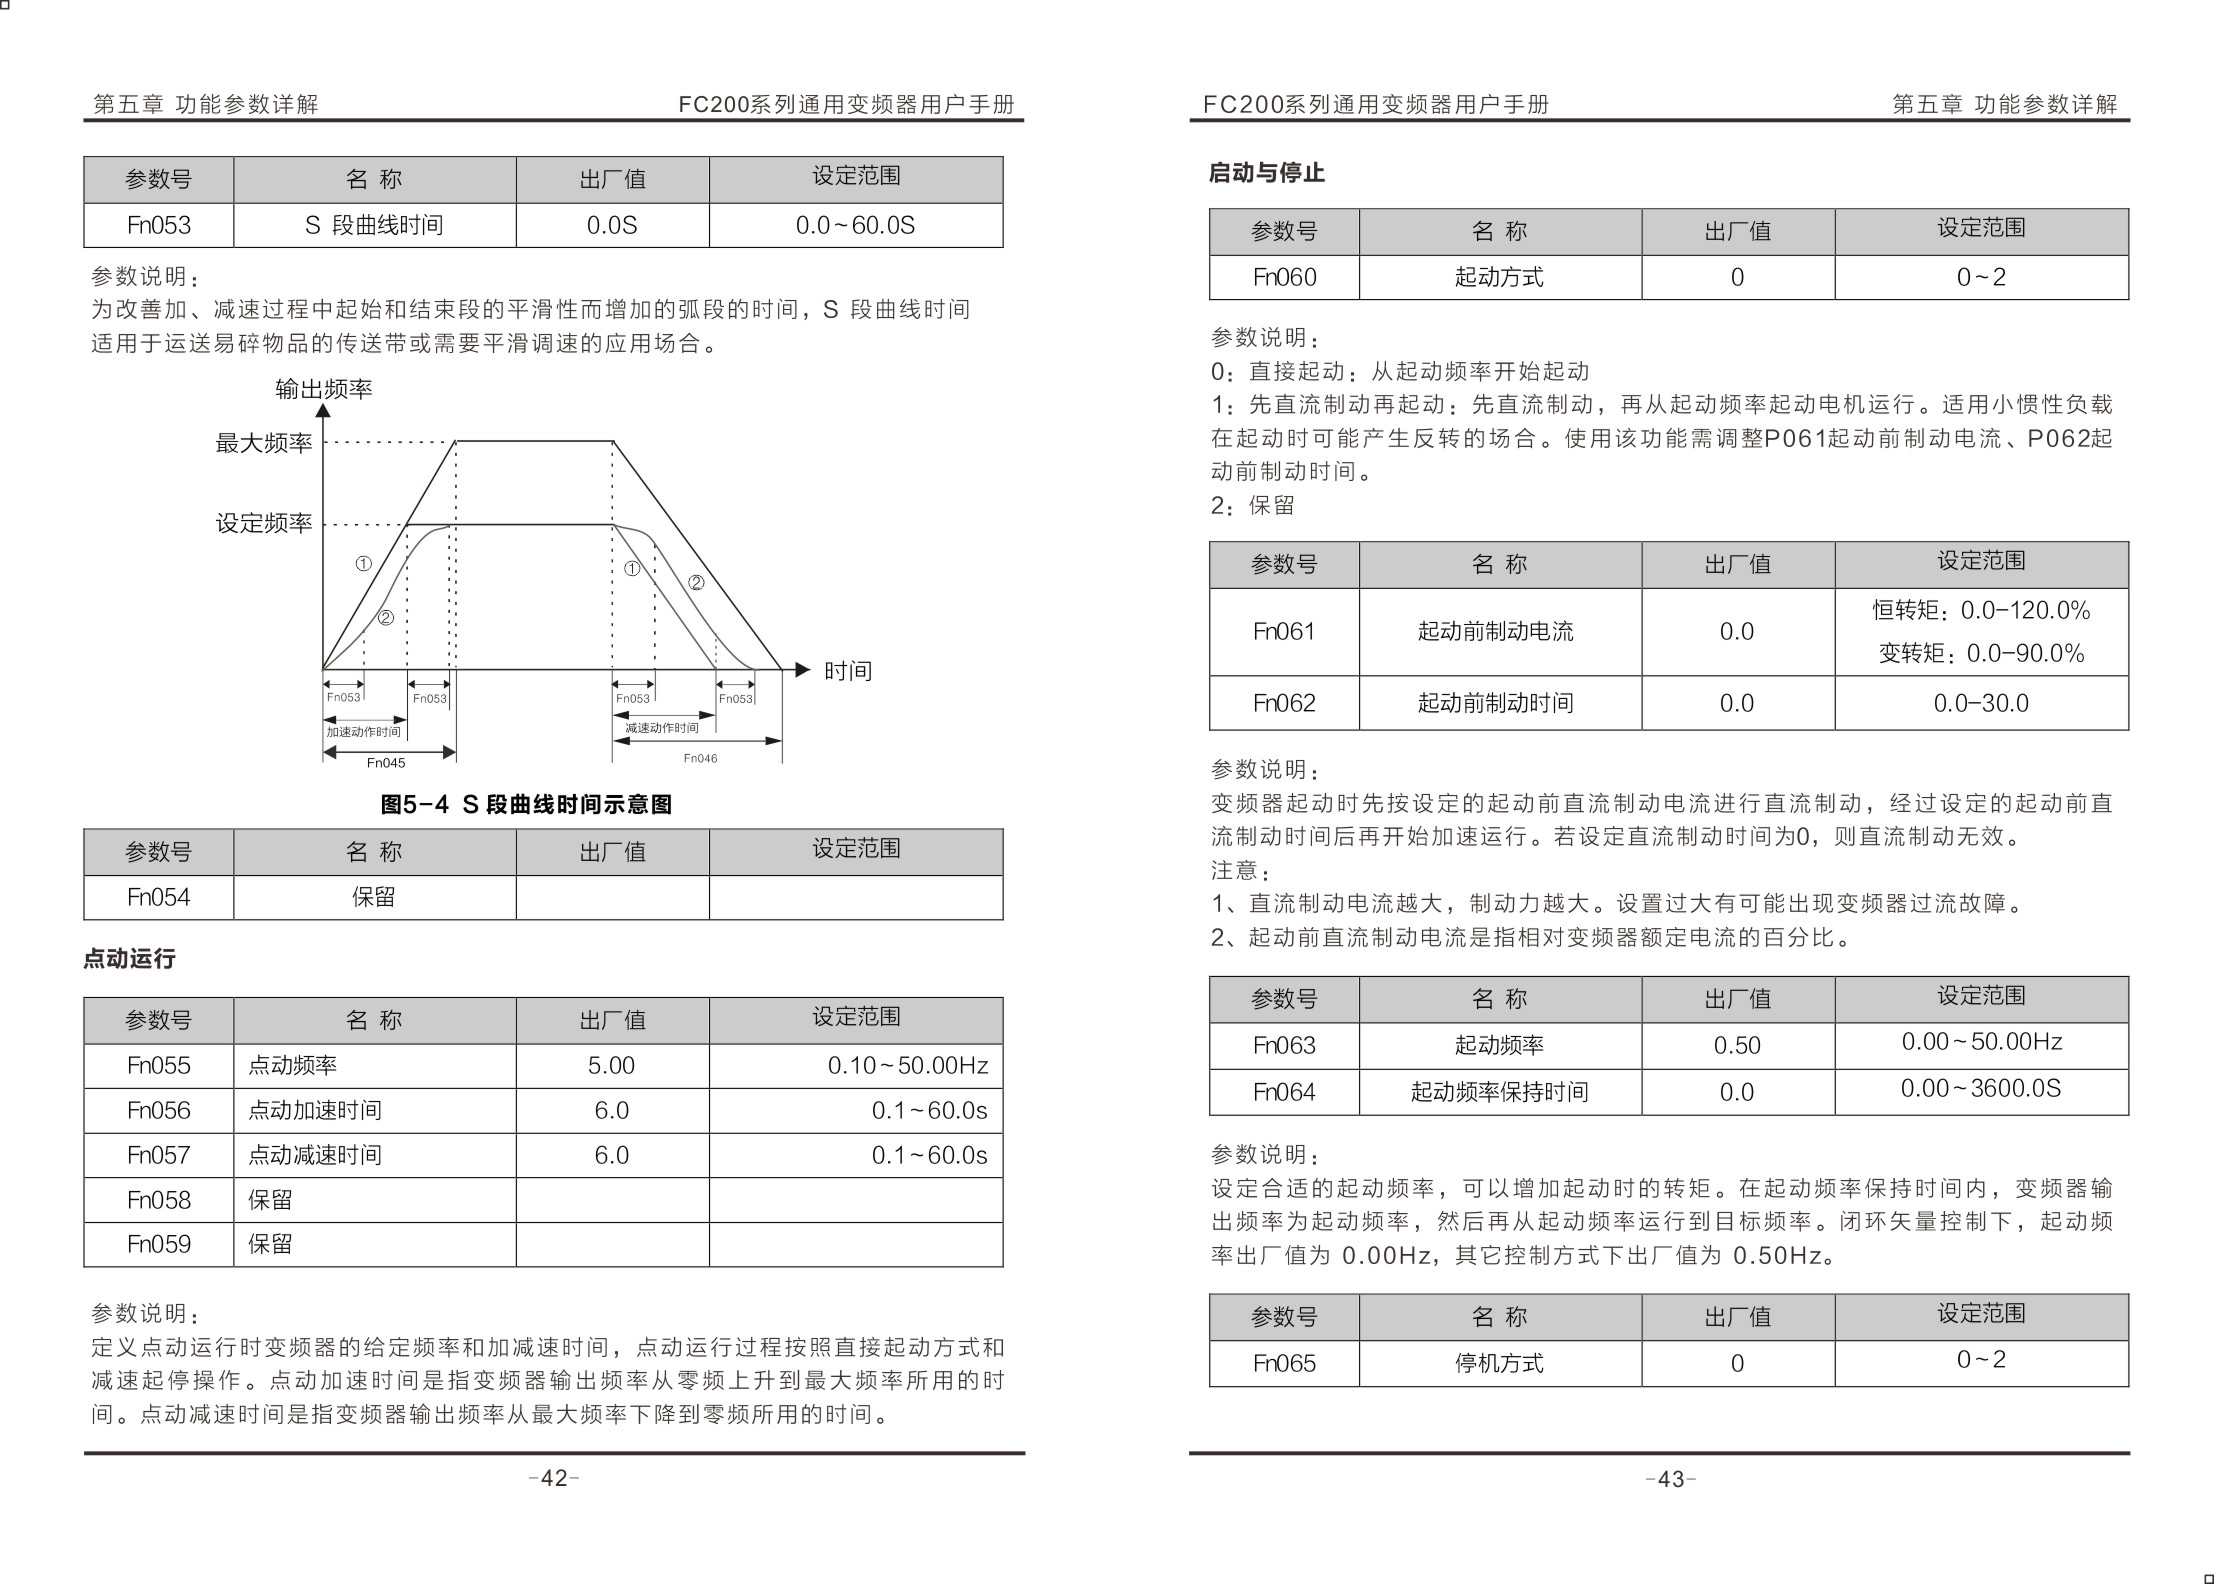 第五章 功能参数详解 FC200系列通用变频器用户手册
参数号 名 称 出厂值 设定范围
Fn053 S 段曲线时间 0.0S 0.0~60.0S
参数说明：
为改善加、减速过程中起始和结束段的平滑性而增加的弧段的时间，S 段曲线时间
适用于运送易碎物品的传送带或需要平滑调速的应用场合。
输出频率
最大频率
设定频率
① ① ②
②
时间
Fn053 Fn053 Fn053 Fn053
加速动作时间 减速动作时间
Fn045 Fn046
图5-4 S 段曲线时间示意图
参数号 名 称 出厂值 设定范围
Fn054 保留
点动运行
参数号 名 称 出厂值 设定范围
Fn055 点动频率 5.00 0.10~50.00Hz
Fn056 点动加速时间 6.0 0.1~60.0s
Fn057 点动减速时间 6.0 0.1~60.0s
Fn058 保留
Fn059 保留
参数说明：
定义点动运行时变频器的给定频率和加减速时间，点动运行过程按照直接起动方式和
减速起停操作。点动加速时间是指变频器输出频率从零频上升到最大频率所用的时
间。点动减速时间是指变频器输出频率从最大频率下降到零频所用的时间。
-42-
FC200系列通用变频器用户手册 第五章 功能参数详解
启动与停止
参数号 名 称 出厂值 设定范围
Fn060 起动方式 0 0~2
参数说明：
0：直接起动：从起动频率开始起动
1：先直流制动再起动：先直流制动，再从起动频率起动电机运行。适用小惯性负载
在起动时可能产生反转的场合。使用该功能需调整P061起动前制动电流、P062起
动前制动时间。
2：保留
参数号 名 称 出厂值 设定范围
Fn061 起动前制动电流 0.0 恒转矩：0.0-120.0%
变转矩：0.0-90.0%
Fn062 起动前制动时间 0.0 0.0-30.0
参数说明：
变频器起动时先按设定的起动前直流制动电流进行直流制动，经过设定的起动前直
流制动时间后再开始加速运行。若设定直流制动时间为0，则直流制动无效。
注意：
1、直流制动电流越大，制动力越大。设置过大有可能出现变频器过流故障。
2、起动前直流制动电流是指相对变频器额定电流的百分比。
参数号 名 称 出厂值 设定范围
Fn063 起动频率 0.50 0.00~50.00Hz
Fn064 起动频率保持时间 0.0 0.00~3600.0S
参数说明：
设定合适的起动频率，可以增加起动时的转矩。在起动频率保持时间内，变频器输
出频率为起动频率，然后再从起动频率运行到目标频率。闭环矢量控制下，起动频
率出厂值为 0.00Hz，其它控制方式下出厂值为 0.50Hz。
参数号 名 称 出厂值 设定范围
Fn065 停机方式 0 0~2
-43-